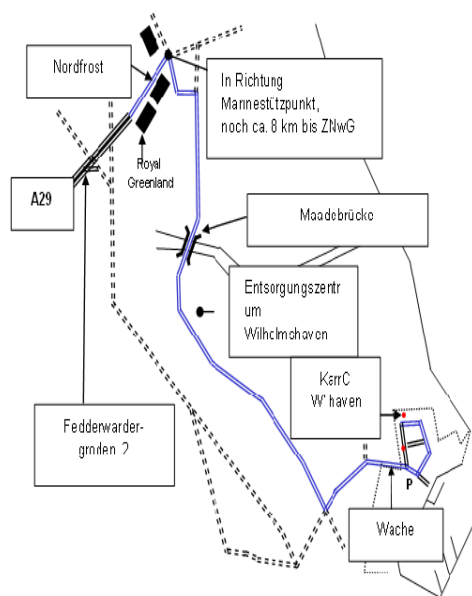 Nordfrost
In Richtung
Marinestützpunkt,
noch ca. 8 km bis ZNwG
Royal
Greenland
A29
Maadebrücke
Entsorgungszentr
um
Wilhelmshaven
KarrC
W'haven
Fedderwarder-
groden 2
P
Wache